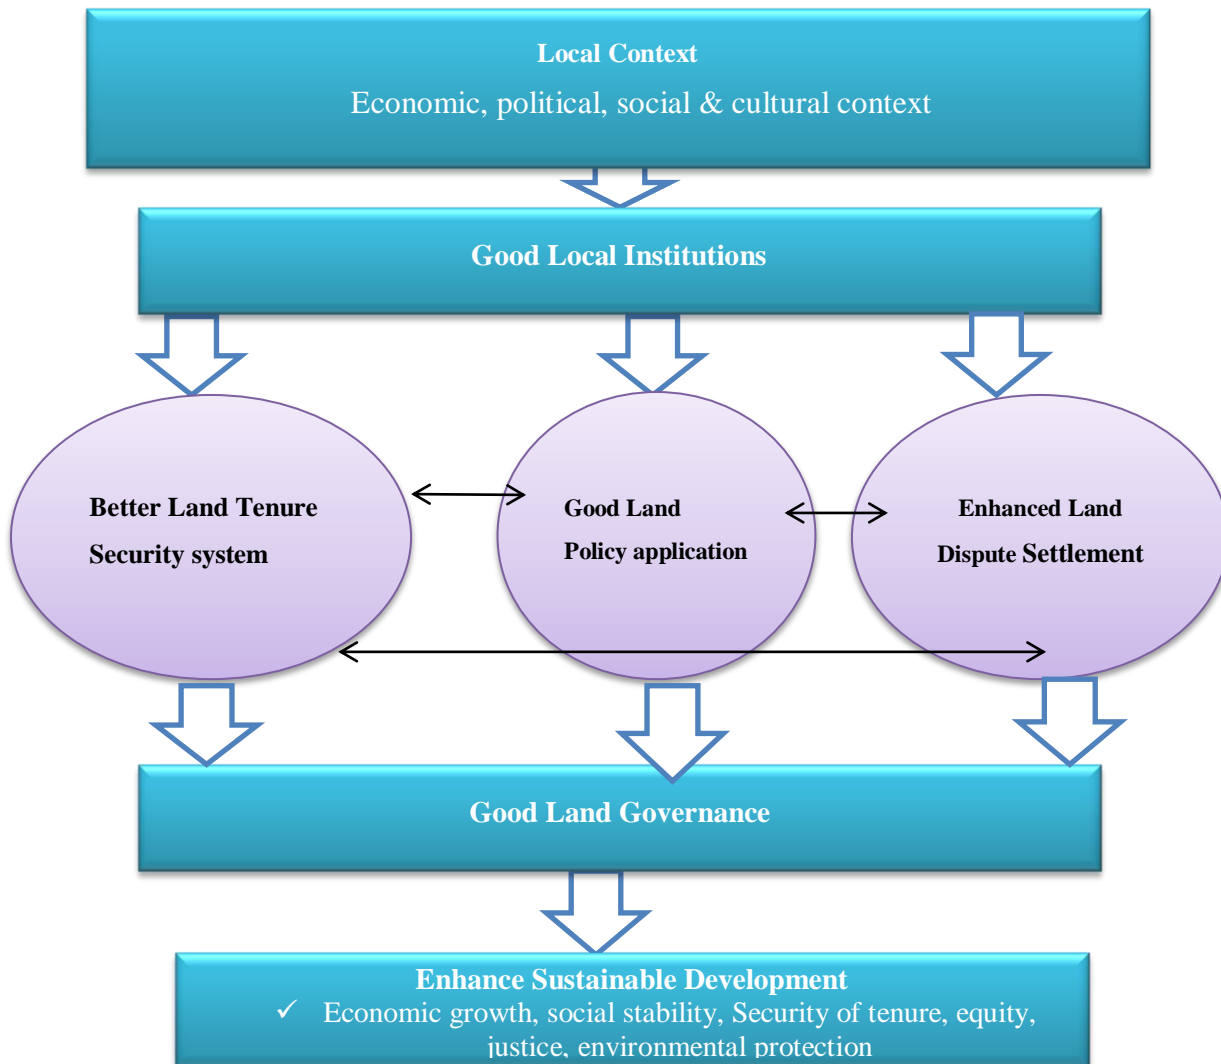 Local Context
Economic, political, social & cultural context
Good Local Institutions
Better Land Tenure
Security system
Good Land
Policy application
Enhanced Land
Dispute Settlement
Good Land Governance
Enhance Sustainable Development
✓ Economic growth, social stability, Security of tenure, equity,
justice, environmental protection